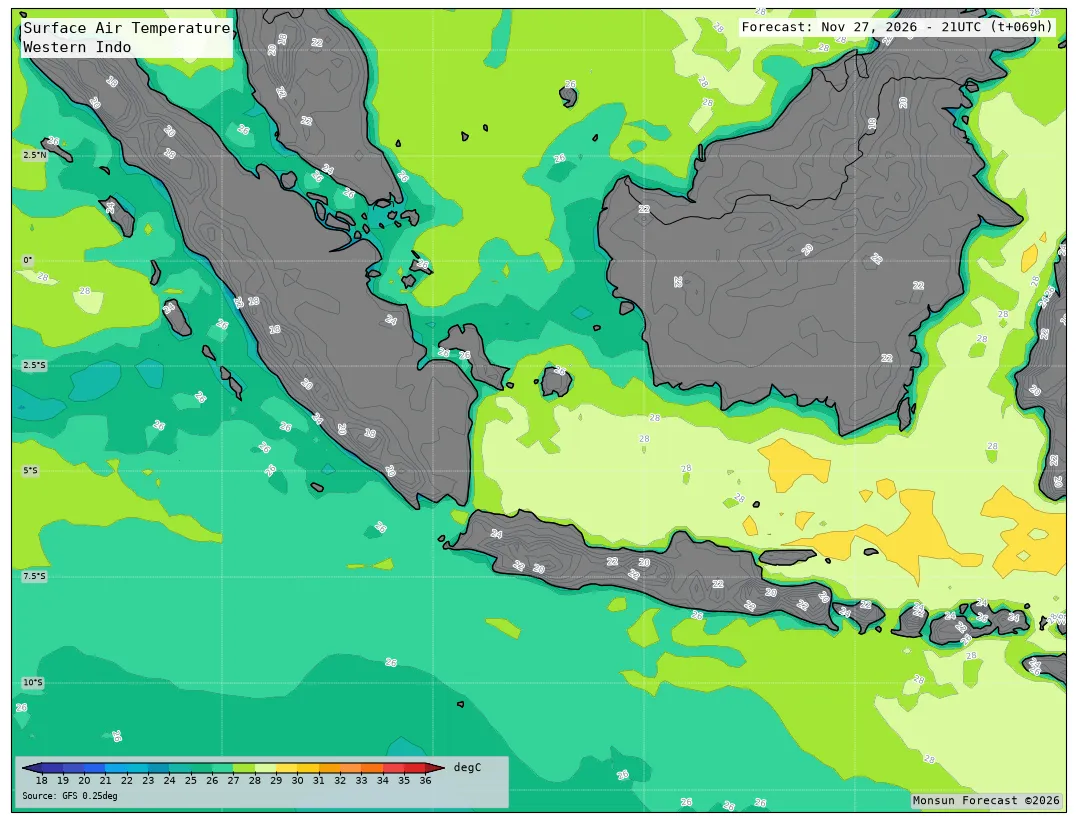 Surface Air Temperature
Western Indo
Forecast: Nov 27, 2026 - 21UTC (t+069h)
2.5°N
0°
2.5°S
5°S
7.5°S
10°S
degC
18 19 20 21 22 23 24 25 26 27 28 29 30 31 32 33 34 35 36
Source: GFS 0.25deg
Monsun Forecast ©2026